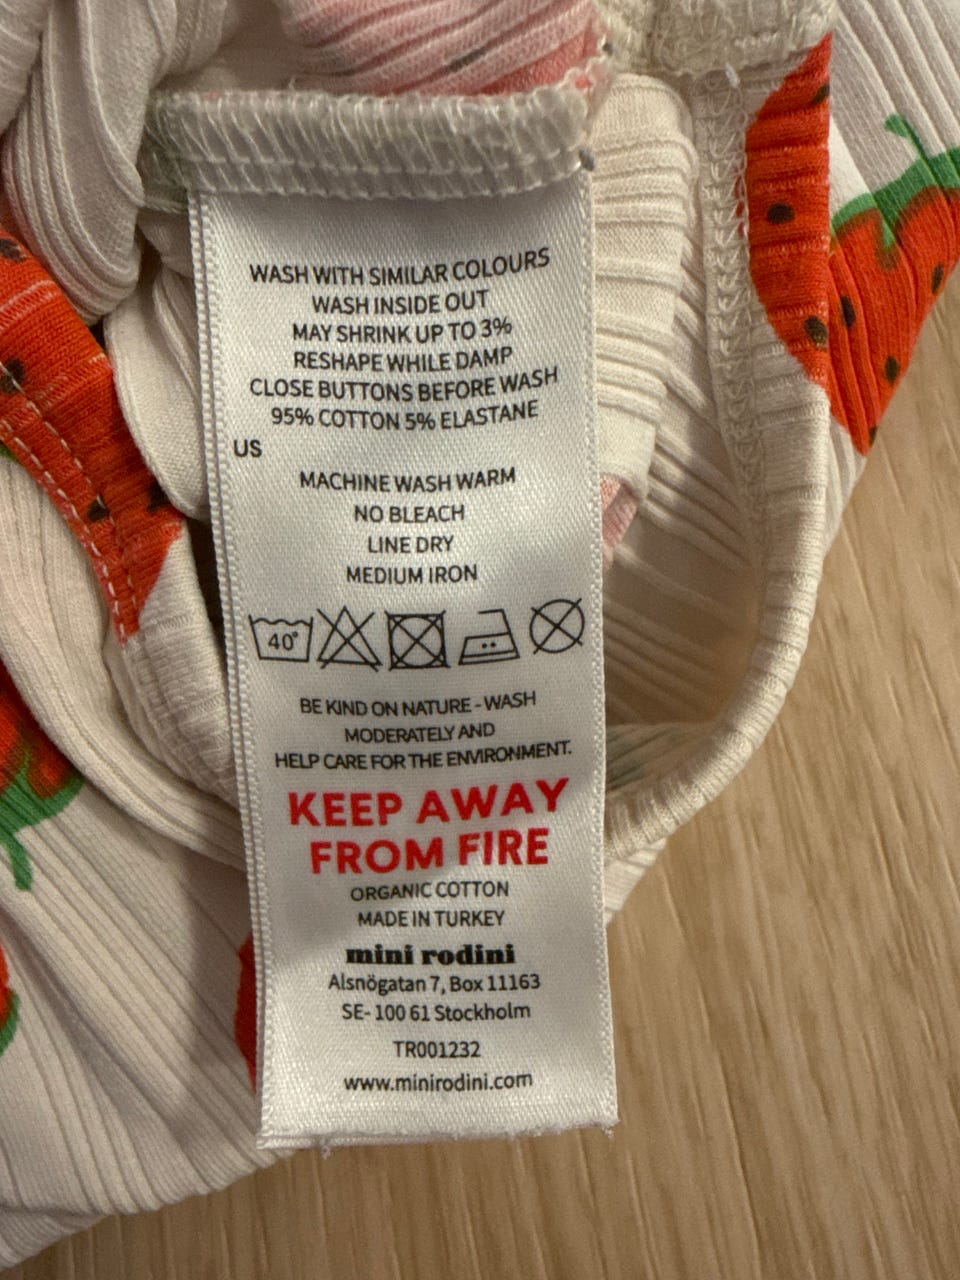 WASH WITH SIMILAR COLOURS
WASH INSIDE OUT
MAY SHRINK UP TO 3%
RESHAPE WHILE DAMP
CLOSE BUTTONS BEFORE WASH
95% COTTON 5% ELASTANE
US
MACHINE WASH WARM
NO BLEACH
LINE DRY
MEDIUM IRON
40°
BE KIND ON NATURE - WASH
MODERATELY AND
HELP CARE FOR THE ENVIRONMENT.
KEEP AWAY
FROM FIRE
ORGANIC COTTON
MADE IN TURKEY
mini rodini
Alsnögatan 7, Box 11163
SE- 100 61 Stockholm
TR001232
www.minirodini.com